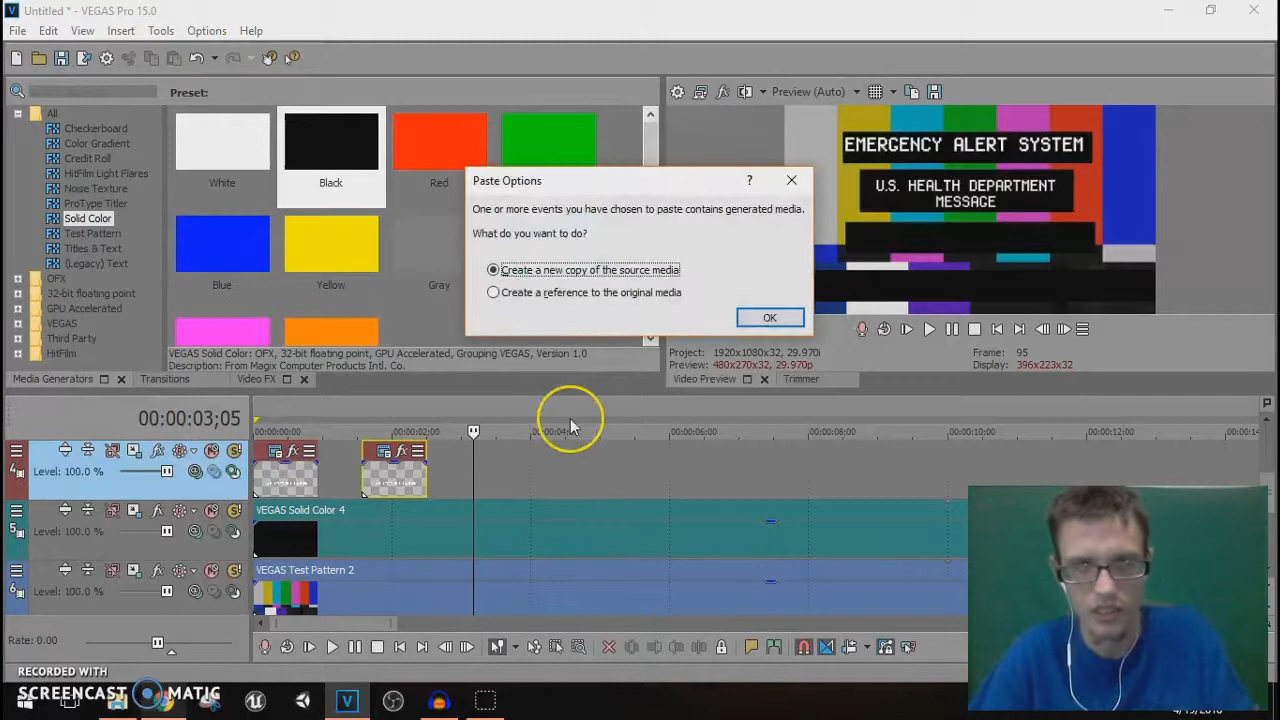 Untitled * - VEGAS Pro 15.0
File Edit View Insert Tools Options Help
Preset:
Preview (Auto)
All
Checkerboard
Color Gradient
Credit Roll
HitFilm Light Flares
Noise Texture
ProType Titler
Solid Color
Test Pattern
Titles & Text
(Legacy) Text
OFX
32-bit floating point
GPU Accelerated
VEGAS
Third Party
HitFilm
White
Black
Red
Blue
Yellow
Gray
VEGAS Solid Color: OFX, 32-bit floating point, GPU Accelerated, Grouping VEGAS, Version 1.0
Description: From Magix Computer Products Intl. Co.
Media Generators
Transitions
Video FX
Paste Options
?
One or more events you have chosen to paste contains generated media.
What do you want to do?
Create a new copy of the source media
Create a reference to the original media
OK
EMERGENCY ALERT SYSTEM
U.S. HEALTH DEPARTMENT
MESSAGE
Project: 1920x1080x32, 29.970i
Preview: 480x270x32, 29.970p
Frame: 95
Display: 396x223x32
Video Preview
Trimmer
00:00:03;05
00:00:00;00
00:00:02;00
00:00:06;00
00:00:08;00
00:00:10;00
00:00:12;00
4
Level: 100.0 %
5
Level: 100.0 %
VEGAS Solid Color 4
6
Level: 100.0 %
VEGAS Test Pattern 2
Rate: 0.00
RECORDED WITH
SCREENCAST MATIC